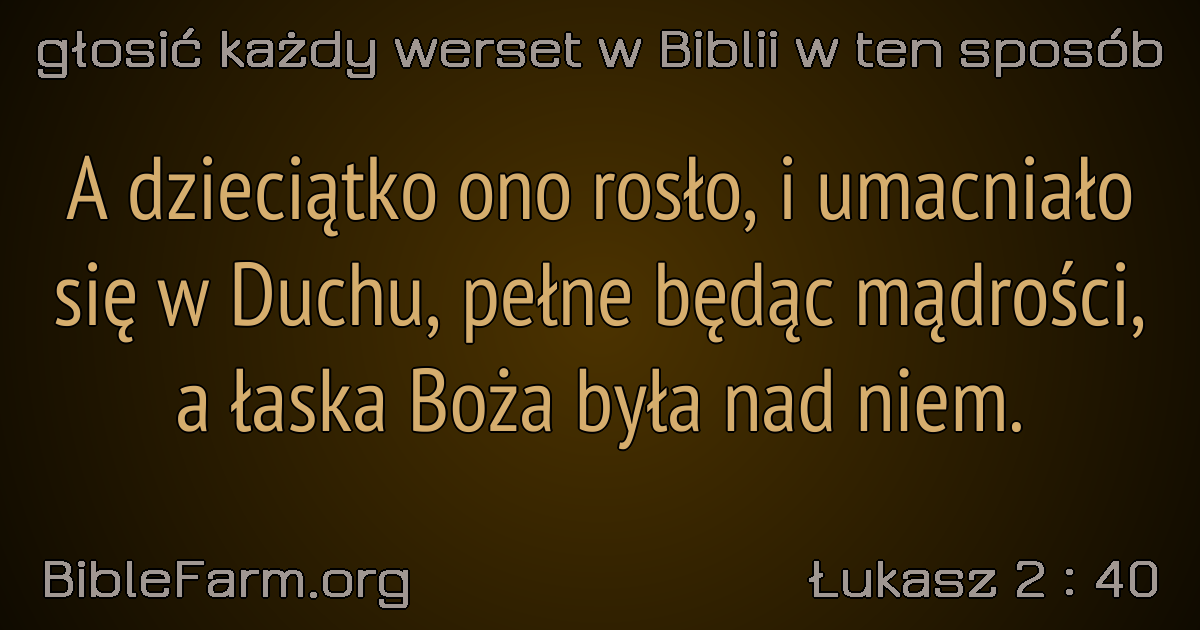 głosić każdy werset w Biblii w ten sposób
A dzieciątko ono rosło, i umacniało
się w Duchu, pełne będąc mądrości,
a łaska Boża była nad niem.
BibleFarm.org
Łukasz 2 : 40